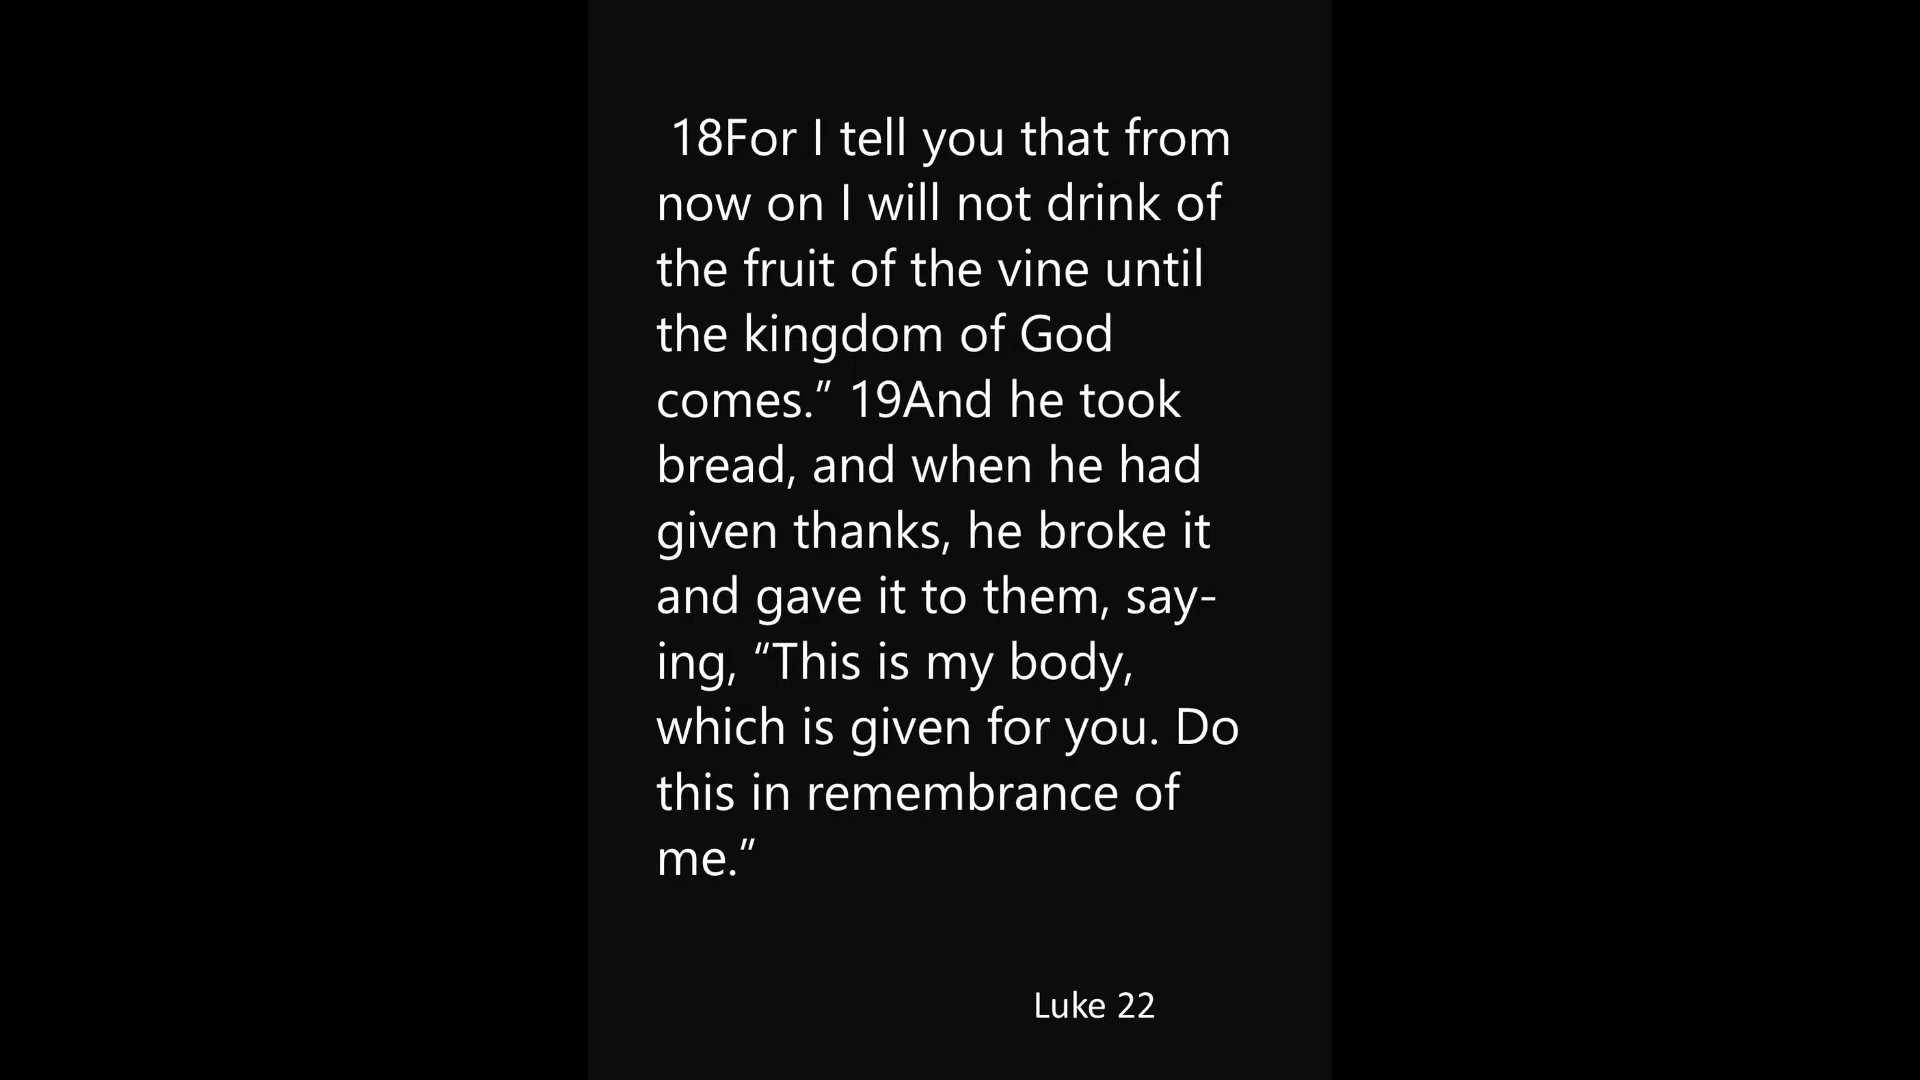 18For I tell you that from
now on I will not drink of
the fruit of the vine until
the kingdom of God
comes.” 19And he took
bread, and when he had
given thanks, he broke it
and gave it to them, say-
ing, “This is my body,
which is given for you. Do
this in remembrance of
me.”
Luke 22